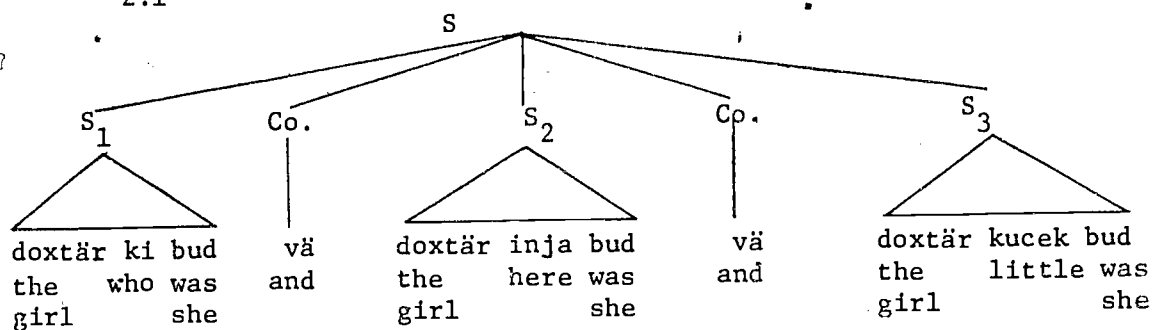 2.1
S
S1 Co. S2 Co. S3
doxtär ki bud vä doxtär inja bud vä doxtär kucek bud
the who was and the here was and the little was
girl she girl she girl she